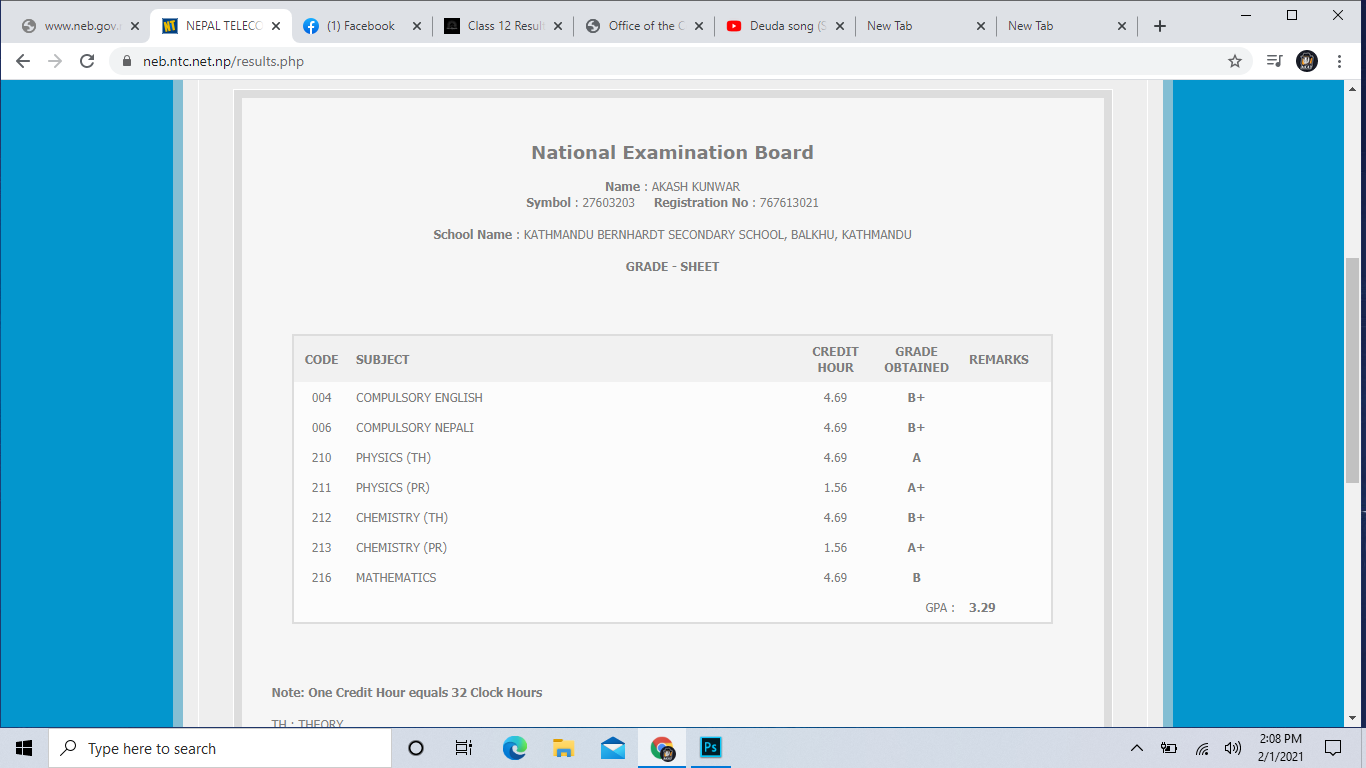 www.neb.gov.
NEPAL TELECO
(1) Facebook
Class 12 Result
Office of the C
Deuda song (S
New Tab
New Tab
neb.ntc.net.np/results.php
National Examination Board
Name : AKASH KUNWAR
Symbol : 27603203 Registration No : 767613021
School Name : KATHMANDU BERNHARDT SECONDARY SCHOOL, BALKHU, KATHMANDU
GRADE - SHEET
CODE SUBJECT CREDIT HOUR GRADE OBTAINED REMARKS
004 COMPULSORY ENGLISH 4.69 B+
006 COMPULSORY NEPALI 4.69 B+
210 PHYSICS (TH) 4.69 A
211 PHYSICS (PR) 1.56 A+
212 CHEMISTRY (TH) 4.69 B+
213 CHEMISTRY (PR) 1.56 A+
216 MATHEMATICS 4.69 B
GPA : 3.29
Note: One Credit Hour equals 32 Clock Hours
TH : THEORY
Type here to search
Ps
2:08 PM
2/1/2021